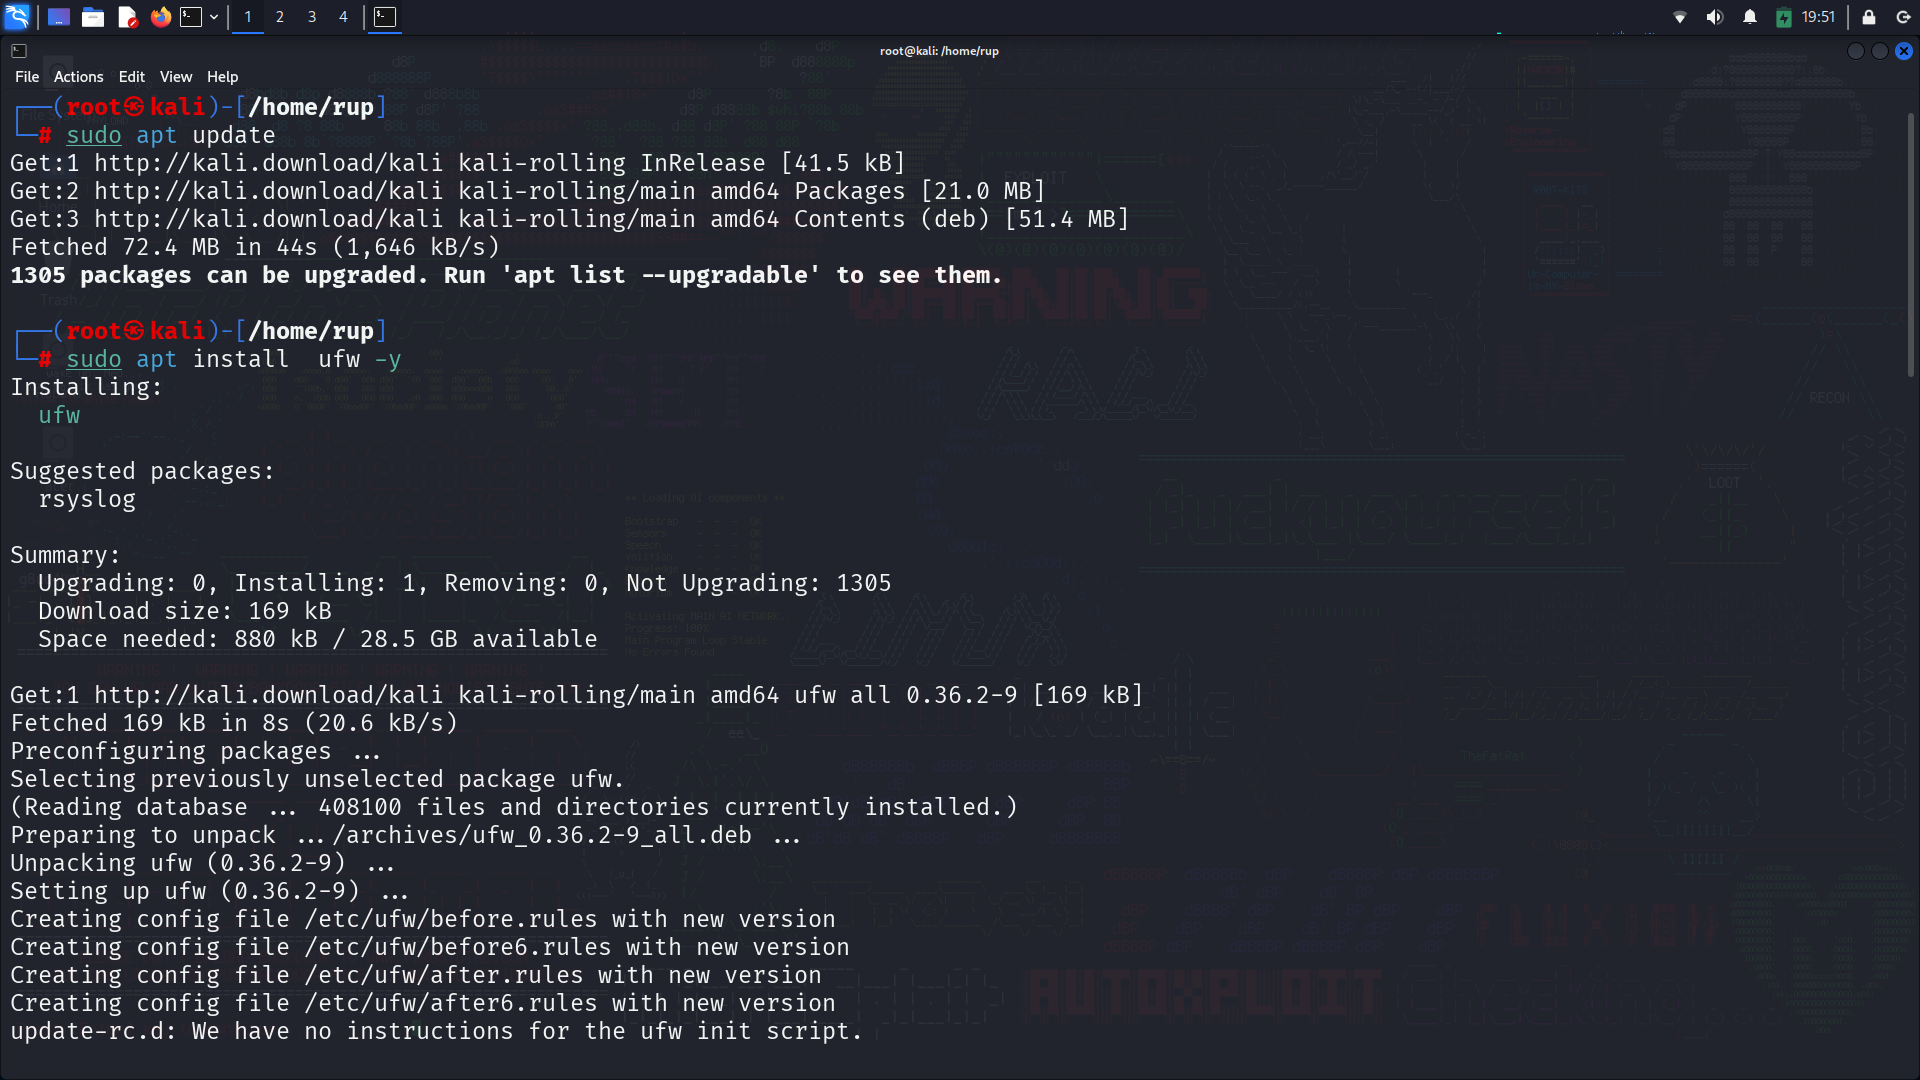 1 2 3 4
19:51
root@kali: /home/rup
File Actions Edit View Help
┌──(root㉿kali)-[/home/rup]
└─# sudo apt update
Get:1 http://kali.download/kali kali-rolling InRelease [41.5 kB]
Get:2 http://kali.download/kali kali-rolling/main amd64 Packages [21.0 MB]
Get:3 http://kali.download/kali kali-rolling/main amd64 Contents (deb) [51.4 MB]
Fetched 72.4 MB in 44s (1,646 kB/s)
1305 packages can be upgraded. Run 'apt list --upgradable' to see them.
┌──(root㉿kali)-[/home/rup]
└─# sudo apt install  ufw -y
Installing:
  ufw
Suggested packages:
  rsyslog
Summary:
  Upgrading: 0, Installing: 1, Removing: 0, Not Upgrading: 1305
  Download size: 169 kB
  Space needed: 880 kB / 28.5 GB available
Get:1 http://kali.download/kali kali-rolling/main amd64 ufw all 0.36.2-9 [169 kB]
Fetched 169 kB in 8s (20.6 kB/s)
Preconfiguring packages ...
Selecting previously unselected package ufw.
(Reading database ... 408100 files and directories currently installed.)
Preparing to unpack .../archives/ufw_0.36.2-9_all.deb ...
Unpacking ufw (0.36.2-9) ...
Setting up ufw (0.36.2-9) ...
Creating config file /etc/ufw/before.rules with new version
Creating config file /etc/ufw/before6.rules with new version
Creating config file /etc/ufw/after.rules with new version
Creating config file /etc/ufw/after6.rules with new version
update-rc.d: We have no instructions for the ufw init script.
EXPLOIT
WARNING
KALI
RECON
fuckyourself
LOOT
LINUX
TheFatRat
FLUXION
AUTOXPLOIT
Trash